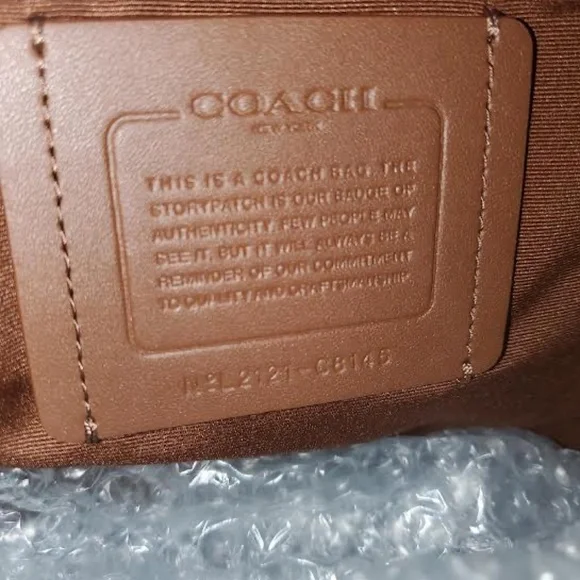 COACH
NEW YORK
THIS IS A COACH BAG. THE
STORYPATCH IS OUR BADGE OF
AUTHENTICITY. FEW PEOPLE MAY
SEE IT, BUT IT WILL ALWAYS BE A
REMINDER OF OUR COMMITMENT
TO QUALITY AND CRAFTSMANSHIP.
L2121-C8145